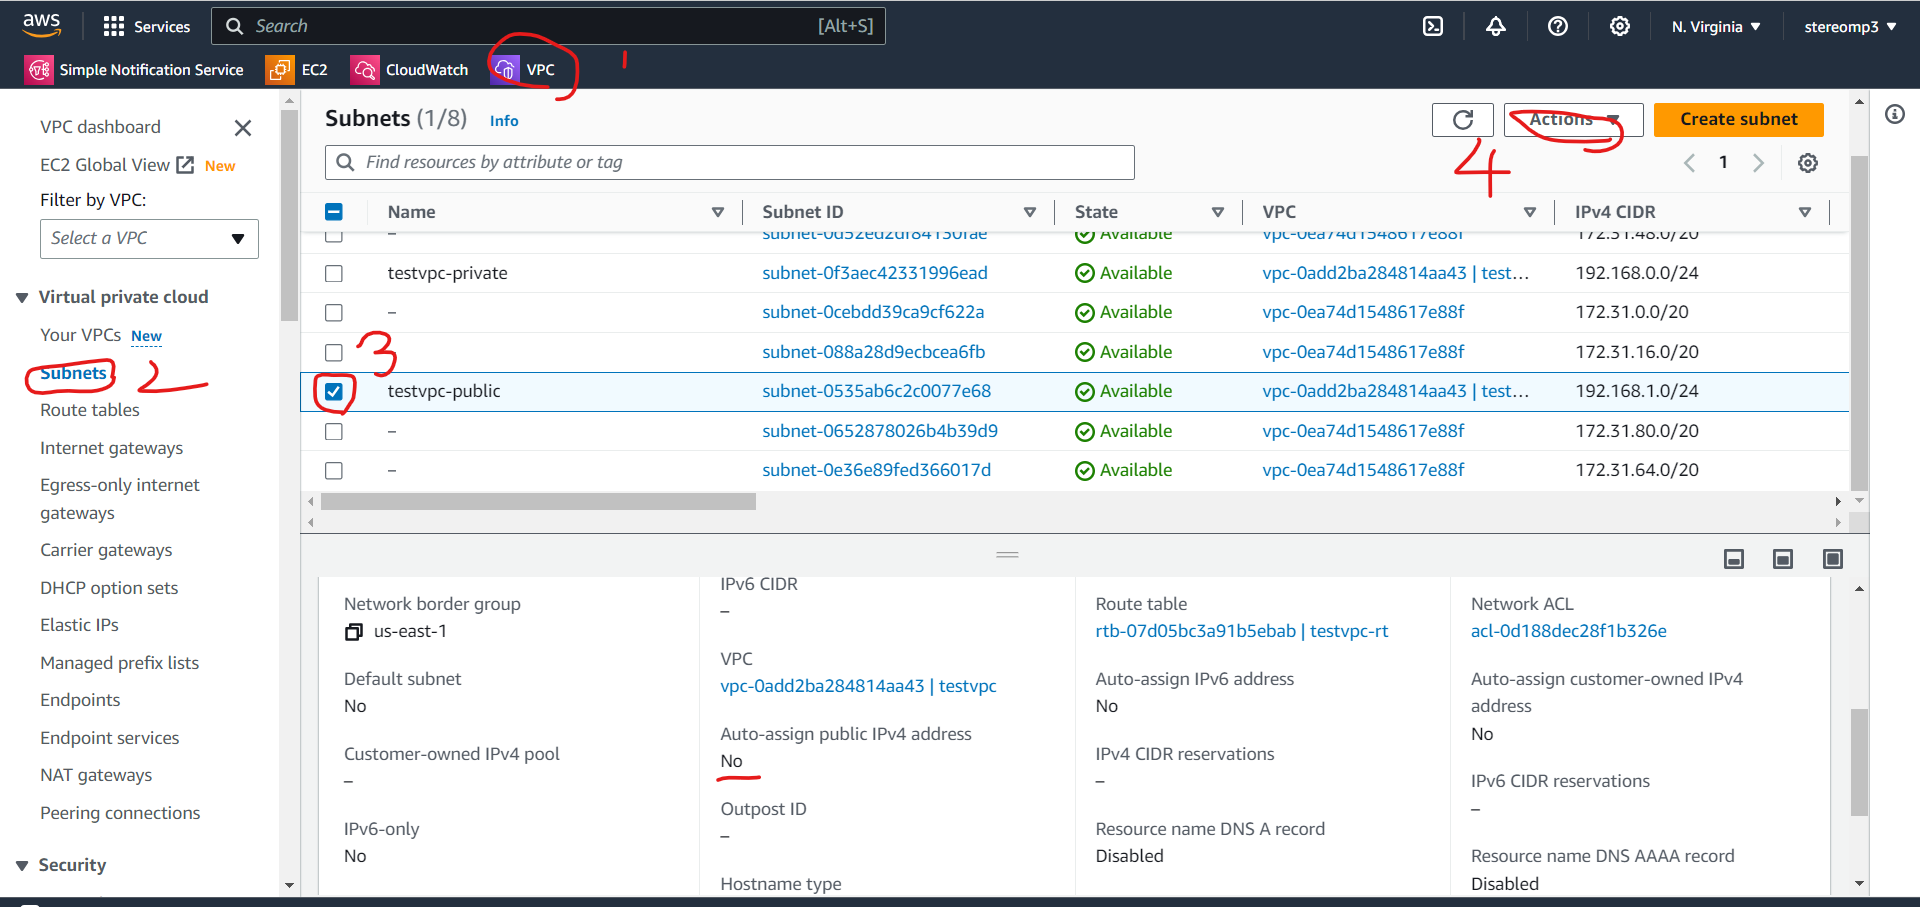 aws
Services
Search
[Alt+S]
N. Virginia
stereomp3
Simple Notification Service
EC2
CloudWatch
VPC
1
VPC dashboard
EC2 Global View New
Filter by VPC:
Select a VPC
Virtual private cloud
Your VPCs New
Subnets
2
Route tables
Internet gateways
Egress-only internet
gateways
Carrier gateways
DHCP option sets
Elastic IPs
Managed prefix lists
Endpoints
Endpoint services
NAT gateways
Peering connections
Security
Subnets (1/8) Info
Actions
Create subnet
4
Find resources by attribute or tag
1
Name Subnet ID State VPC IPv4 CIDR
– subnet-0d52ed2df84130fae Available vpc-0ea74d1548617e88f 172.31.48.0/20
testvpc-private subnet-0f3aec42331996ead Available vpc-0add2ba284814aa43 | test... 192.168.0.0/24
– subnet-0cebdd39ca9cf622a Available vpc-0ea74d1548617e88f 172.31.0.0/20
3 subnet-088a28d9ecbcea6fb Available vpc-0ea74d1548617e88f 172.31.16.0/20
testvpc-public subnet-0535ab6c2c0077e68 Available vpc-0add2ba284814aa43 | test... 192.168.1.0/24
– subnet-0652878026b4b39d9 Available vpc-0ea74d1548617e88f 172.31.80.0/20
– subnet-0e36e89fed366017d Available vpc-0ea74d1548617e88f 172.31.64.0/20
Network border group
us-east-1
Default subnet
No
Customer-owned IPv4 pool
–
IPv6-only
No
IPv6 CIDR
–
VPC
vpc-0add2ba284814aa43 | testvpc
Auto-assign public IPv4 address
No
Outpost ID
–
Hostname type
Route table
rtb-07d05bc3a91b5ebab | testvpc-rt
Auto-assign IPv6 address
No
IPv4 CIDR reservations
–
Resource name DNS A record
Disabled
Network ACL
acl-0d188dec28f1b326e
Auto-assign customer-owned IPv4
address
No
IPv6 CIDR reservations
–
Resource name DNS AAAA record
Disabled